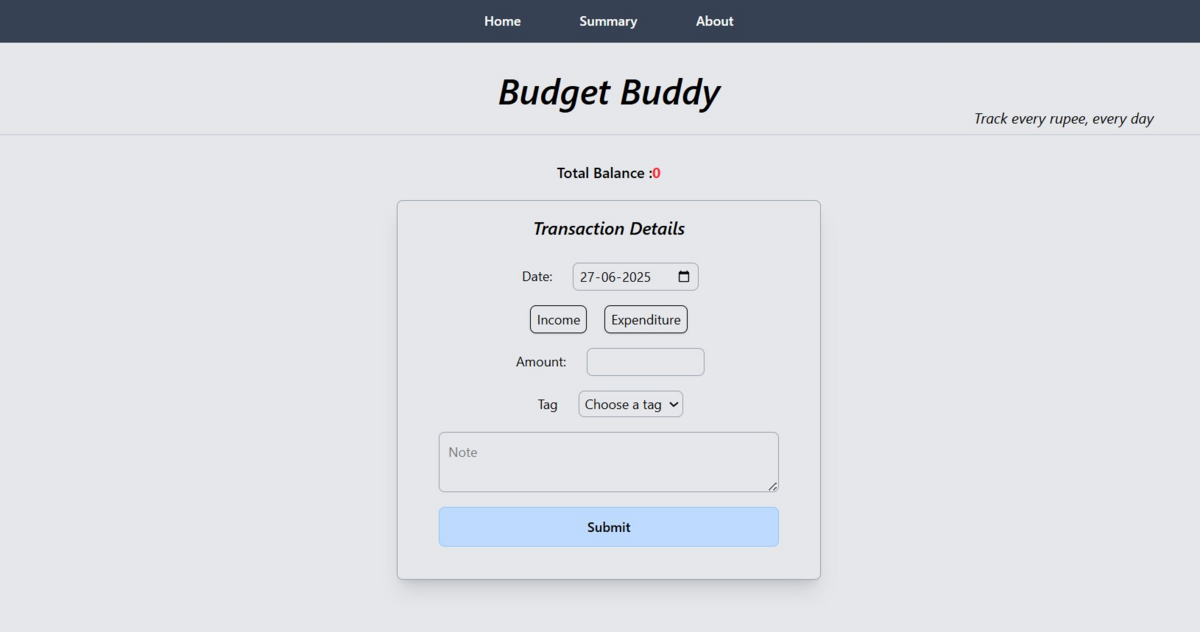 Home Summary About
Budget Buddy
Track every rupee, every day
Total Balance :0
Transaction Details
Date: 27-06-2025
Income Expenditure
Amount:
Tag Choose a tag
Note
Submit